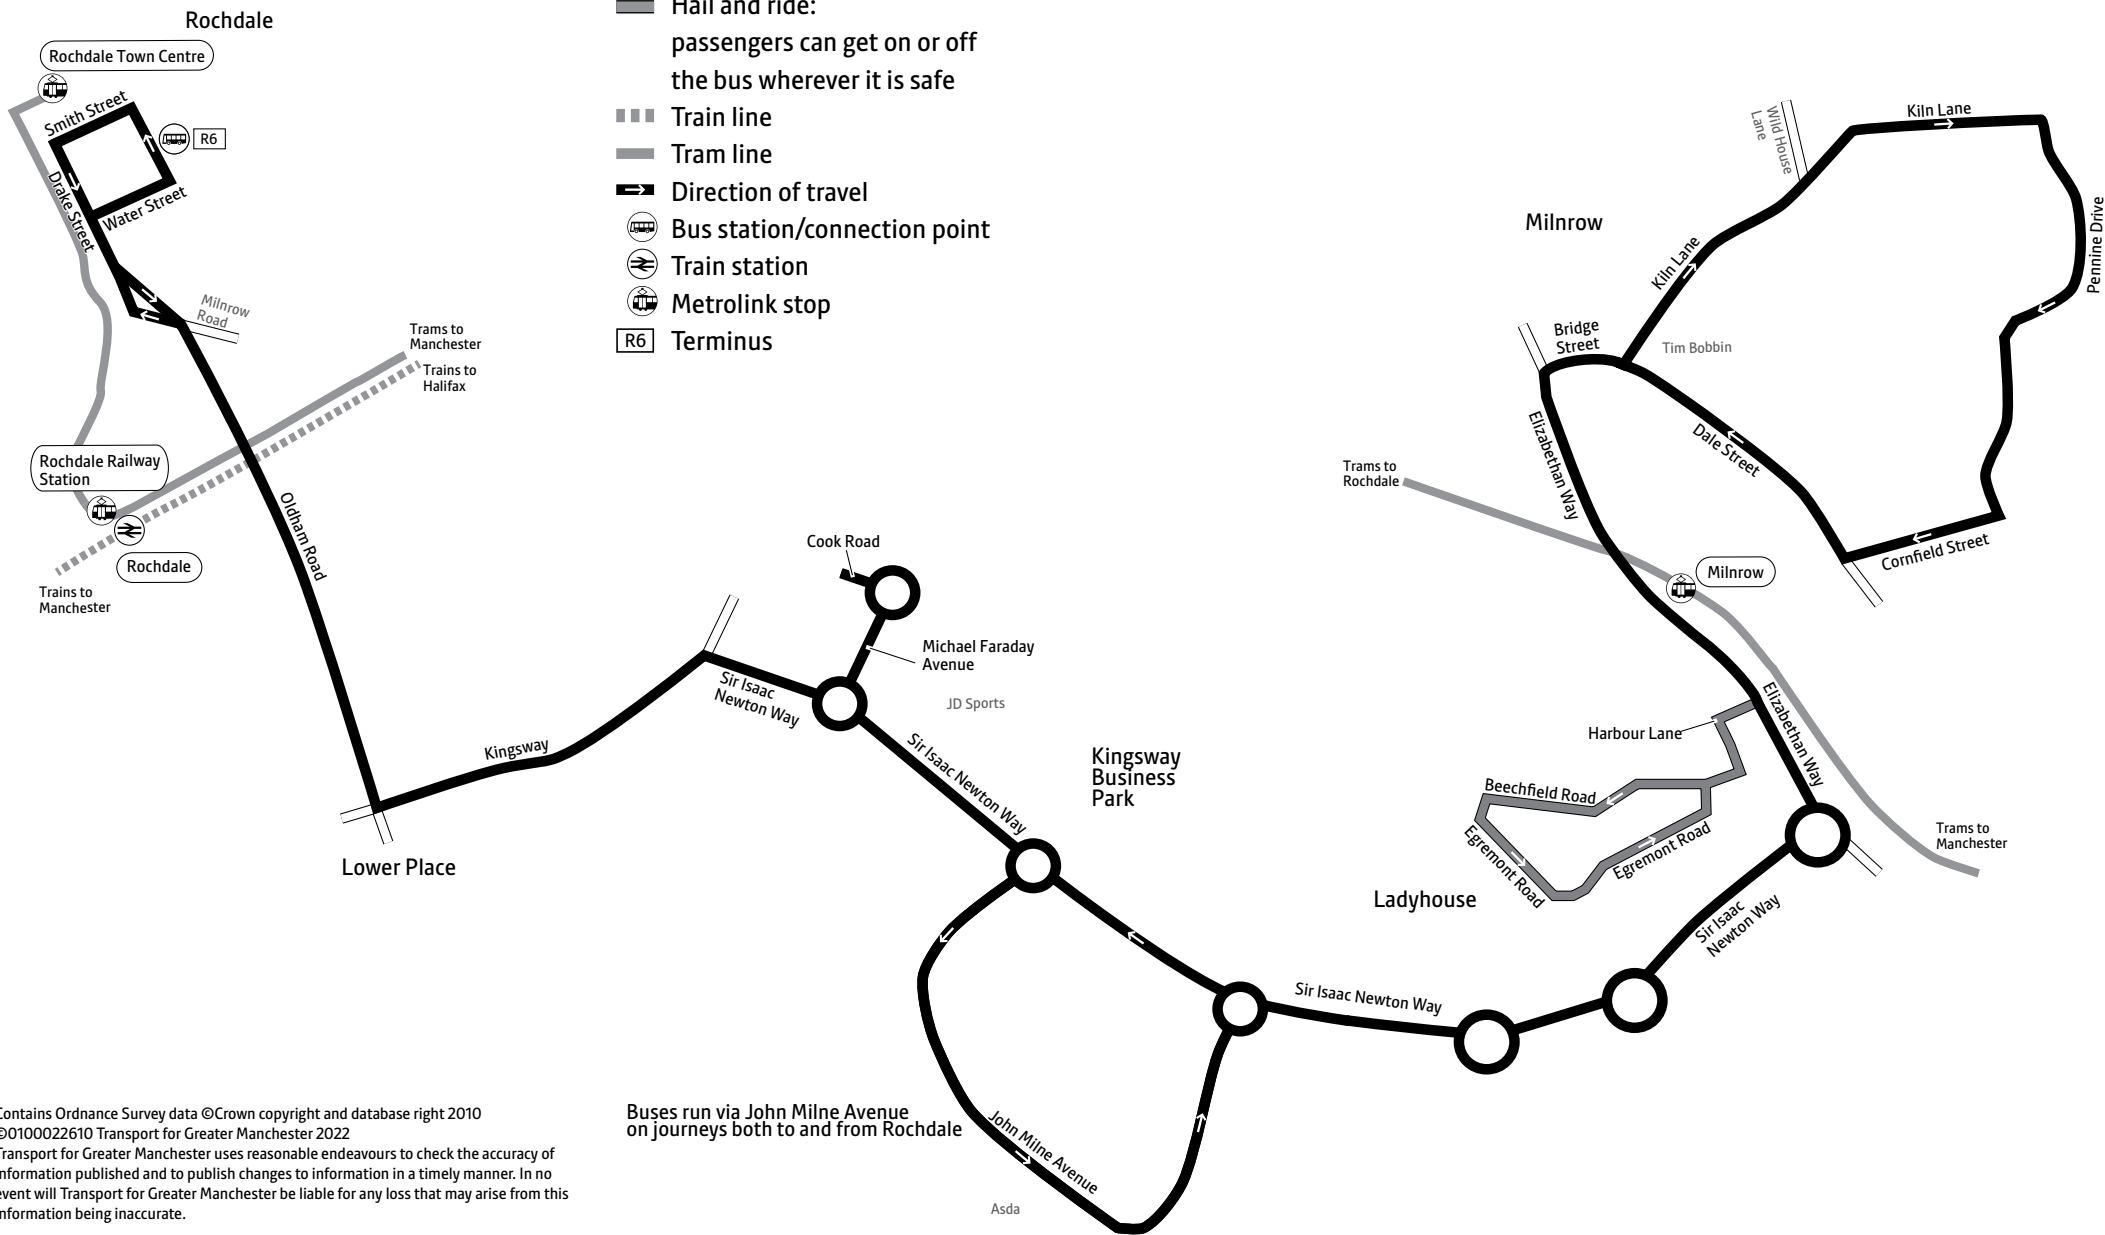 Rochdale
Rochdale Town Centre
Smith Street
R6
Drake Street
Water Street
Milnrow
Road
Trams to
Manchester
Trains to
Halifax
Rochdale Railway
Station
Rochdale
Trains to
Manchester
Oldham Road
Hail and ride:
passengers can get on or off
the bus wherever it is safe
Train line
Tram line
Direction of travel
Bus station/connection point
Train station
Metrolink stop
R6 Terminus
Kiln Lane
Wild House
Lane
Pennine Drive
Milnrow
Kiln Lane
Bridge
Street
Tim Bobbin
Elizabethan Way
Dale Street
Trams to
Rochdale
Cornfield Street
Milnrow
Cook Road
Michael Faraday
Avenue
Sir Isaac
Newton Way
JD Sports
Kingsway
Sir Isaac Newton Way
Kingsway
Business
Park
Lower Place
Elizabethan Way
Harbour Lane
Beechfield Road
Egremont Road
Egremont Road
Trams to
Manchester
Ladyhouse
Sir Isaac
Newton Way
Sir Isaac Newton Way
Buses run via John Milne Avenue
on journeys both to and from Rochdale
John Milne Avenue
Asda
Contains Ordnance Survey data ©Crown copyright and database right 2010
©0100022610 Transport for Greater Manchester 2022
Transport for Greater Manchester uses reasonable endeavours to check the accuracy of
information published and to publish changes to information in a timely manner. In no
event will Transport for Greater Manchester be liable for any loss that may arise from this
information being inaccurate.